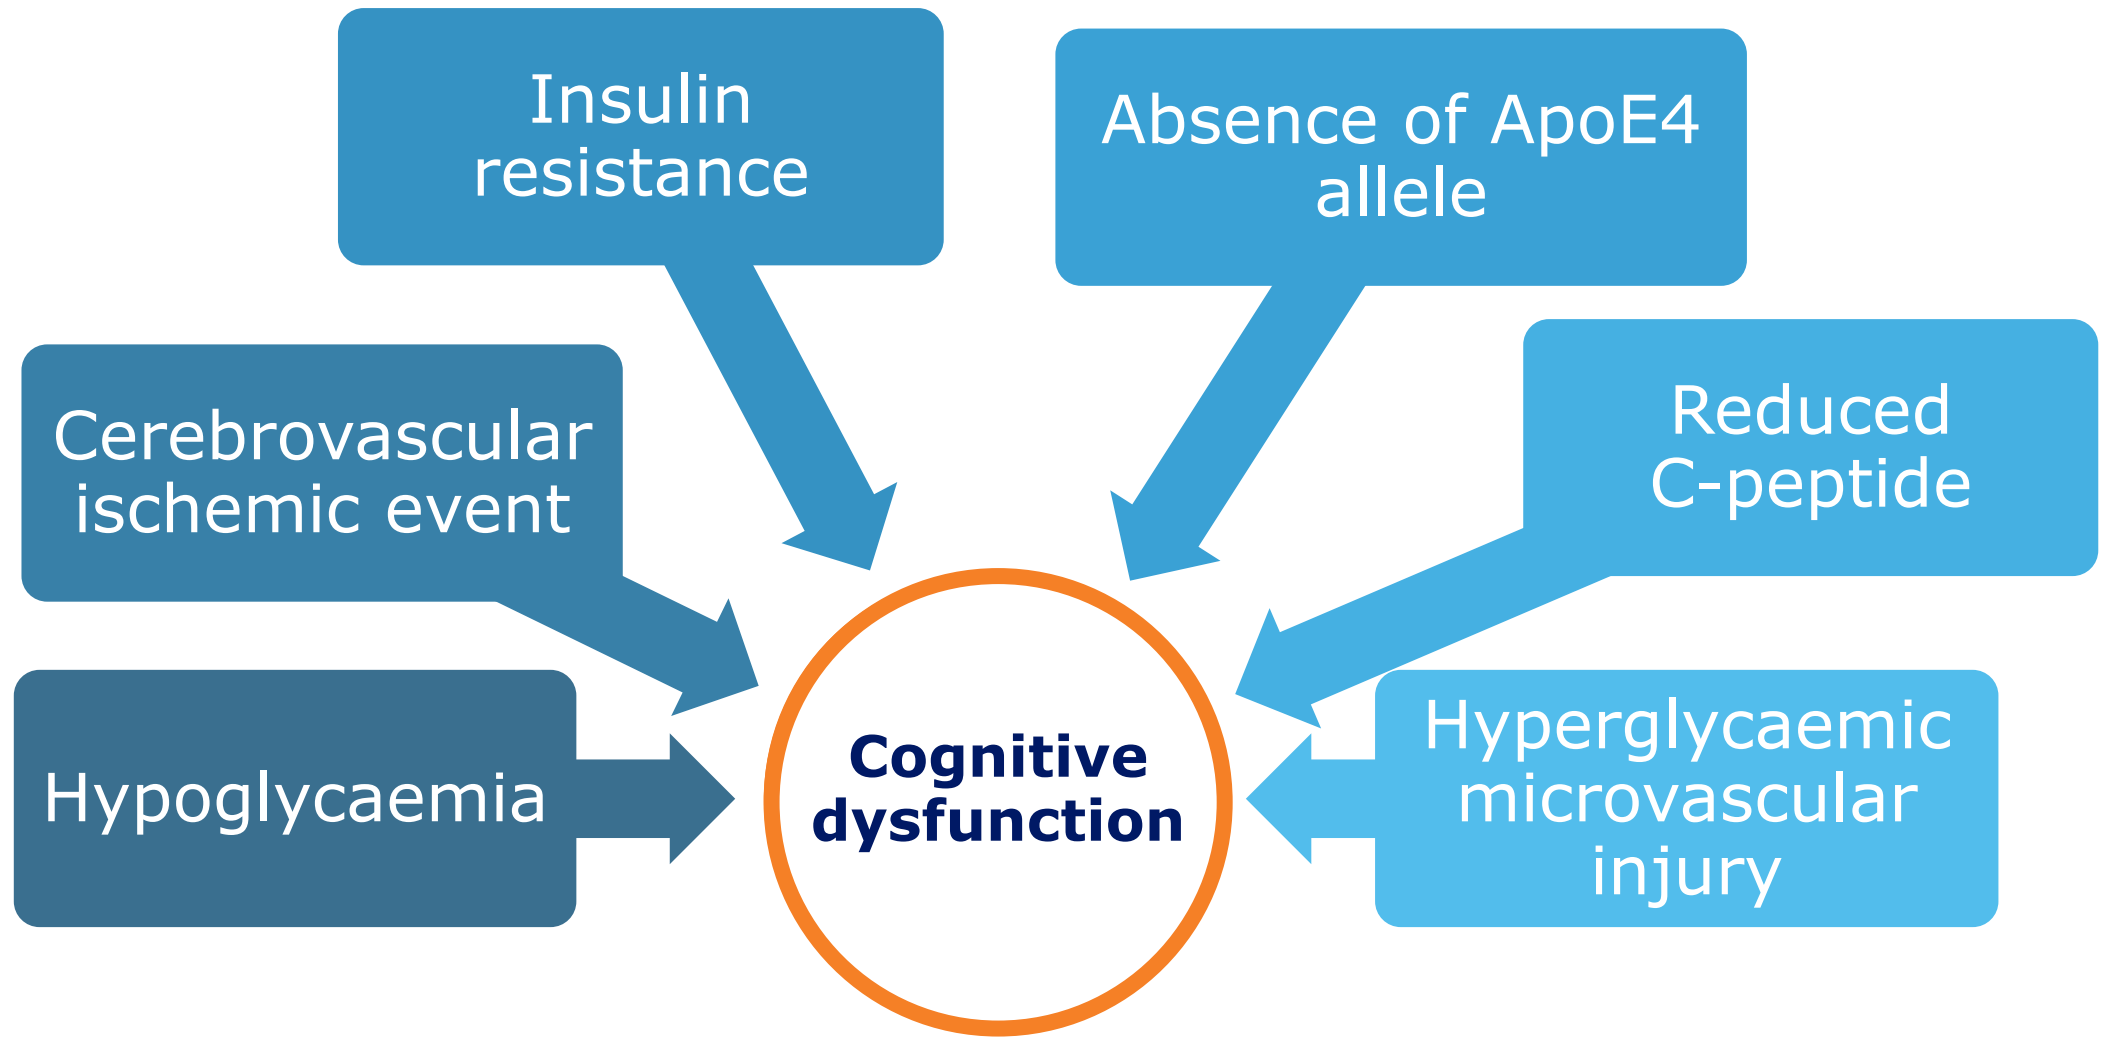 Insulin
resistance
Absence of ApoE4
allele
Cerebrovascular
ischemic event
Reduced
C-peptide
Hypoglycaemia
Cognitive
dysfunction
Hyperglycaemic
microvascular
injury